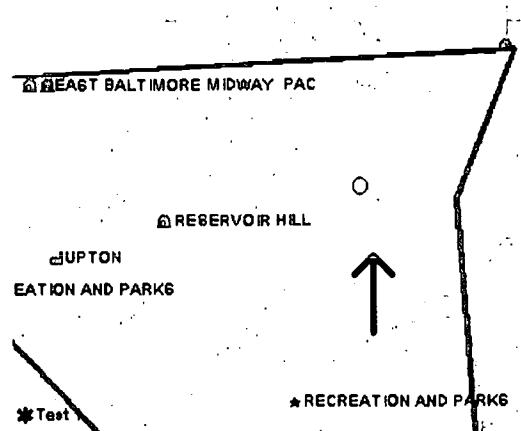 EAST BALTIMORE MIDWAY PAC
RESERVOIR HILL
UPTON
EATION AND PARKS
RECREATION AND PARKS
Test